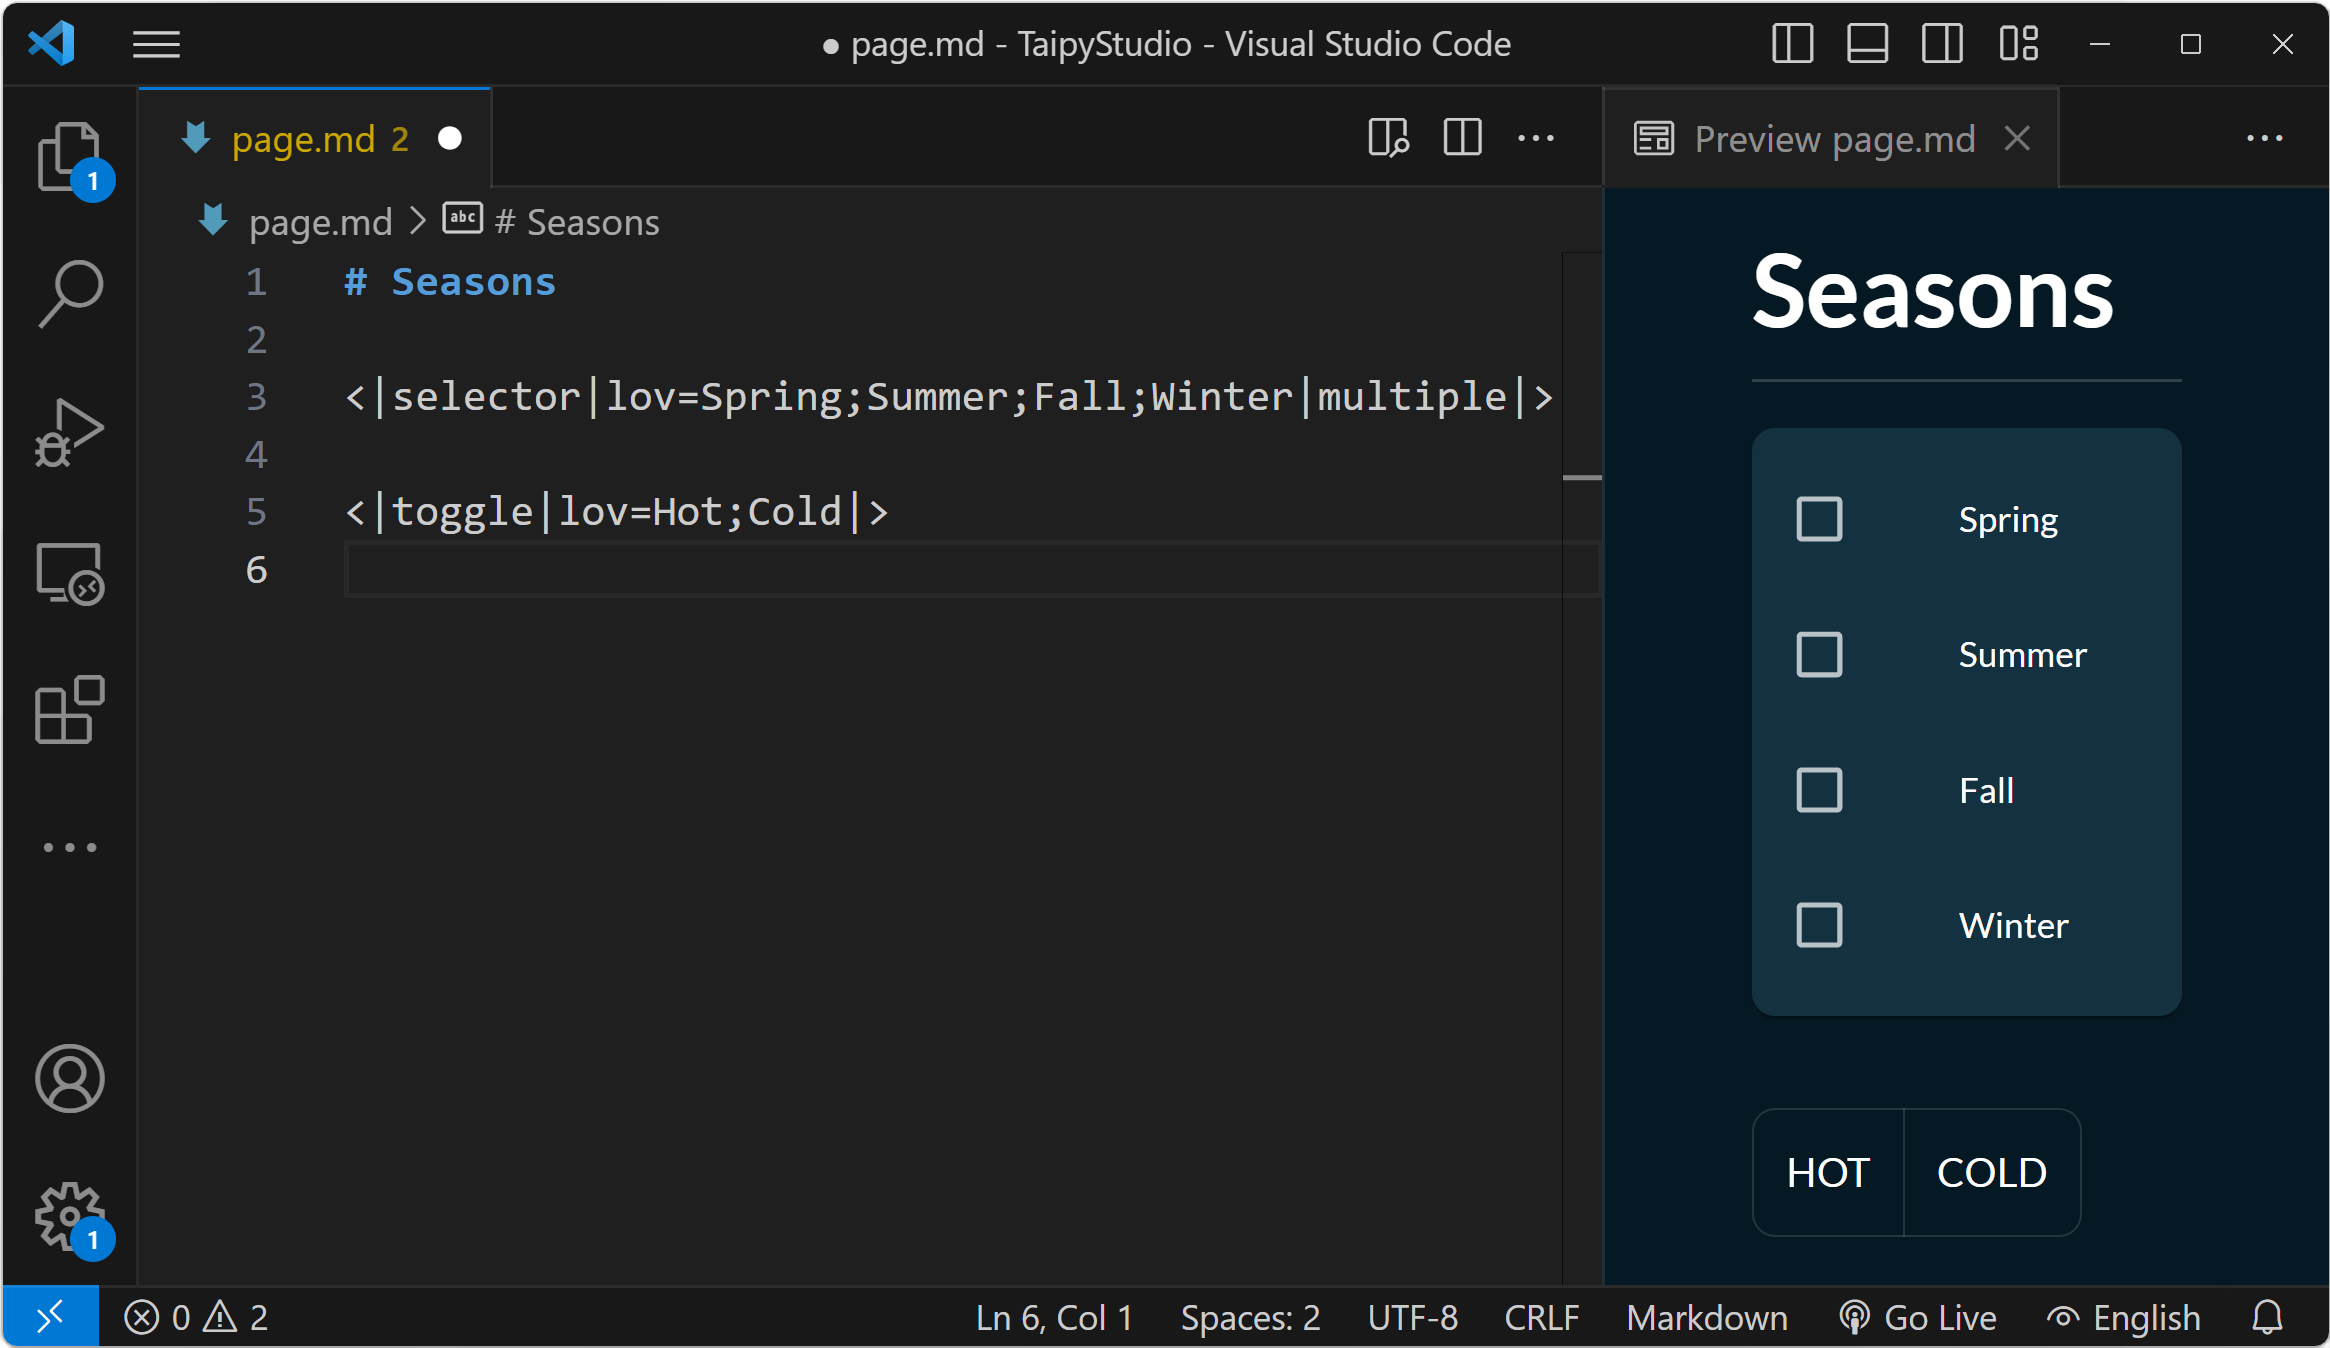 ● page.md - TaipyStudio - Visual Studio Code
1
page.md 2
Preview page.md
page.md > abc # Seasons
1 # Seasons
2
3 <|selector|lov=Spring;Summer;Fall;Winter|multiple|>
4
5 <|toggle|lov=Hot;Cold|>
6
Seasons
Spring
Summer
Fall
Winter
HOT COLD
1
0 2 Ln 6, Col 1 Spaces: 2 UTF-8 CRLF Markdown Go Live English